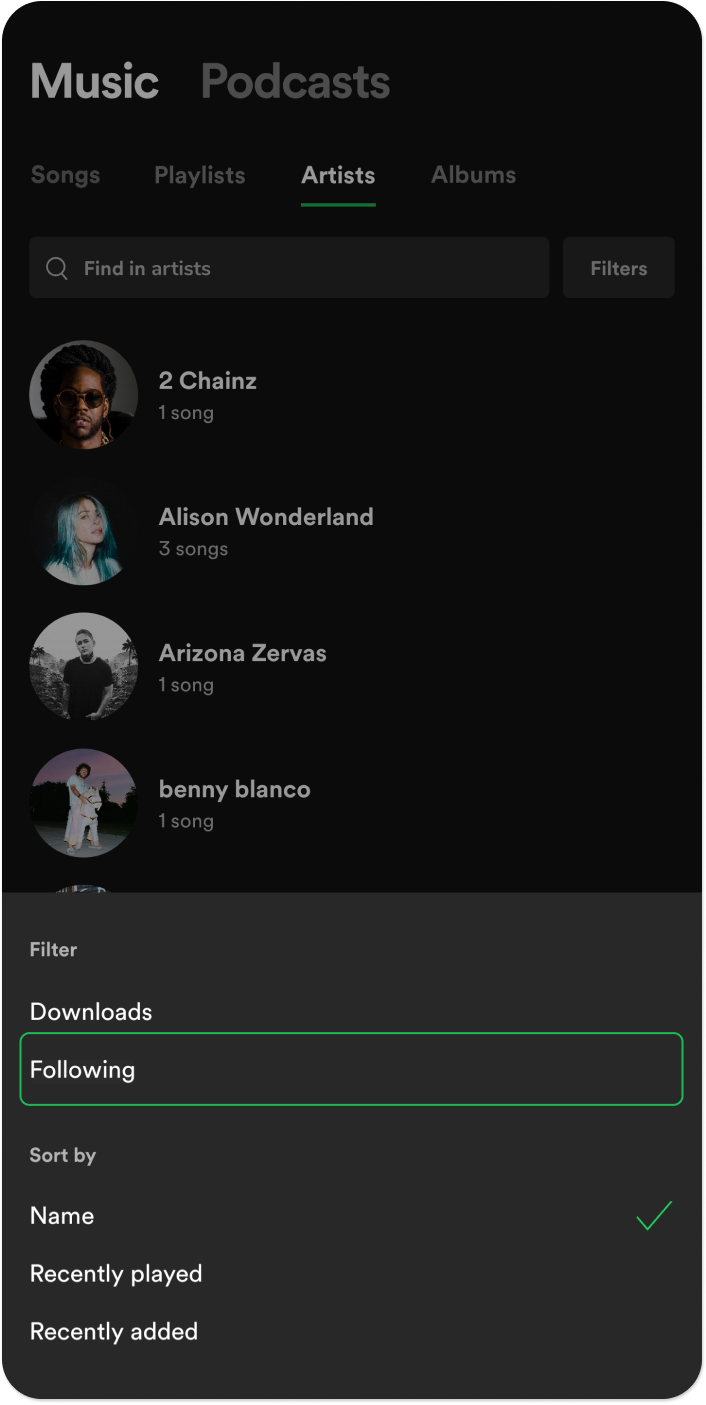 Music Podcasts
Songs Playlists Artists Albums
Find in artists Filters
2 Chainz
1 song
Alison Wonderland
3 songs
Arizona Zervas
1 song
benny blanco
1 song
Filter
Downloads
Following
Sort by
Name
Recently played
Recently added